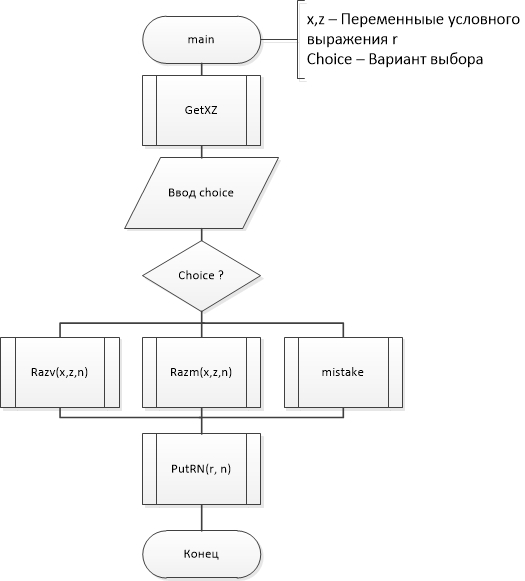 main
x,z – Переменныые условного
выражения r
Choice – Вариант выбора
GetXZ
Ввод choice
Choice ?
Razv(x,z,n)
Razm(x,z,n)
mistake
PutRN(r, n)
Конец